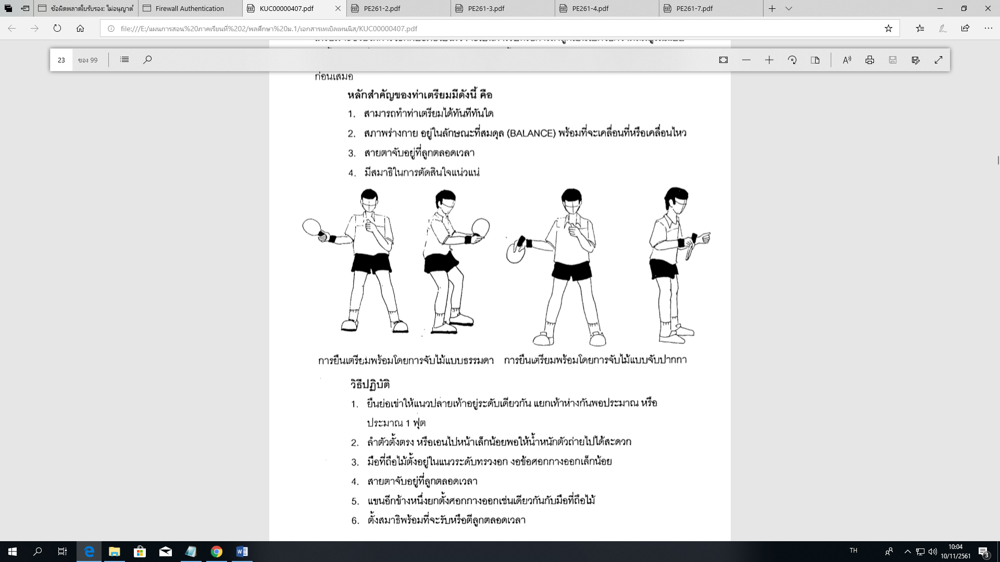 ข้อผิดพลาดใบรับรอง: ไม่อนุญาต
Firewall Authentication
KUC00000407.pdf
PE261-2.pdf
PE261-3.pdf
PE261-4.pdf
PE261-7.pdf
file:///E:/แผนการสอน%20ภาคเรียนที่%202/พลศึกษา%20ม.1/เอกสารเทเบิลเทนนิส/KUC00000407.pdf
23 ของ 99
ก่อนเสมอ
หลักสำคัญของท่าเตรียมมีดังนี้ คือ
1. สามารถทำท่าเตรียมได้ทันทีทันใด
2. สภาพร่างกาย อยู่ในลักษณะที่สมดุล (BALANCE) พร้อมที่จะเคลื่อนที่หรือเคลื่อนไหว
3. สายตาจับอยู่ที่ลูกตลอดเวลา
4. มีสมาธิในการตัดสินใจแน่วแน่
การยืนเตรียมพร้อมโดยการจับไม้แบบธรรมดา การยืนเตรียมพร้อมโดยการจับไม้แบบจับปากกา
วิธีปฏิบัติ
1. ยืนย่อเข่าให้แนวปลายเท้าอยู่ระดับเดียวกัน แยกเท้าห่างกันพอประมาณ หรือ
ประมาณ 1 ฟุต
2. ลำตัวตั้งตรง หรือเอนไปหน้าเล็กน้อยพอให้น้ำหนักตัวถ่ายไปได้สะดวก
3. มือที่ถือไม้ตั้งอยู่ในแนวระดับทรวงอก งอข้อศอกกางออกเล็กน้อย
4. สายตาจับอยู่ที่ลูกตลอดเวลา
5. แขนอีกข้างหนึ่งยกตั้งศอกกางออกเช่นเดียวกันกับมือที่ถือไม้
6. ตั้งสมาธิพร้อมที่จะรับหรือตีลูกตลอดเวลา
TH
10:04
10/11/2561
3